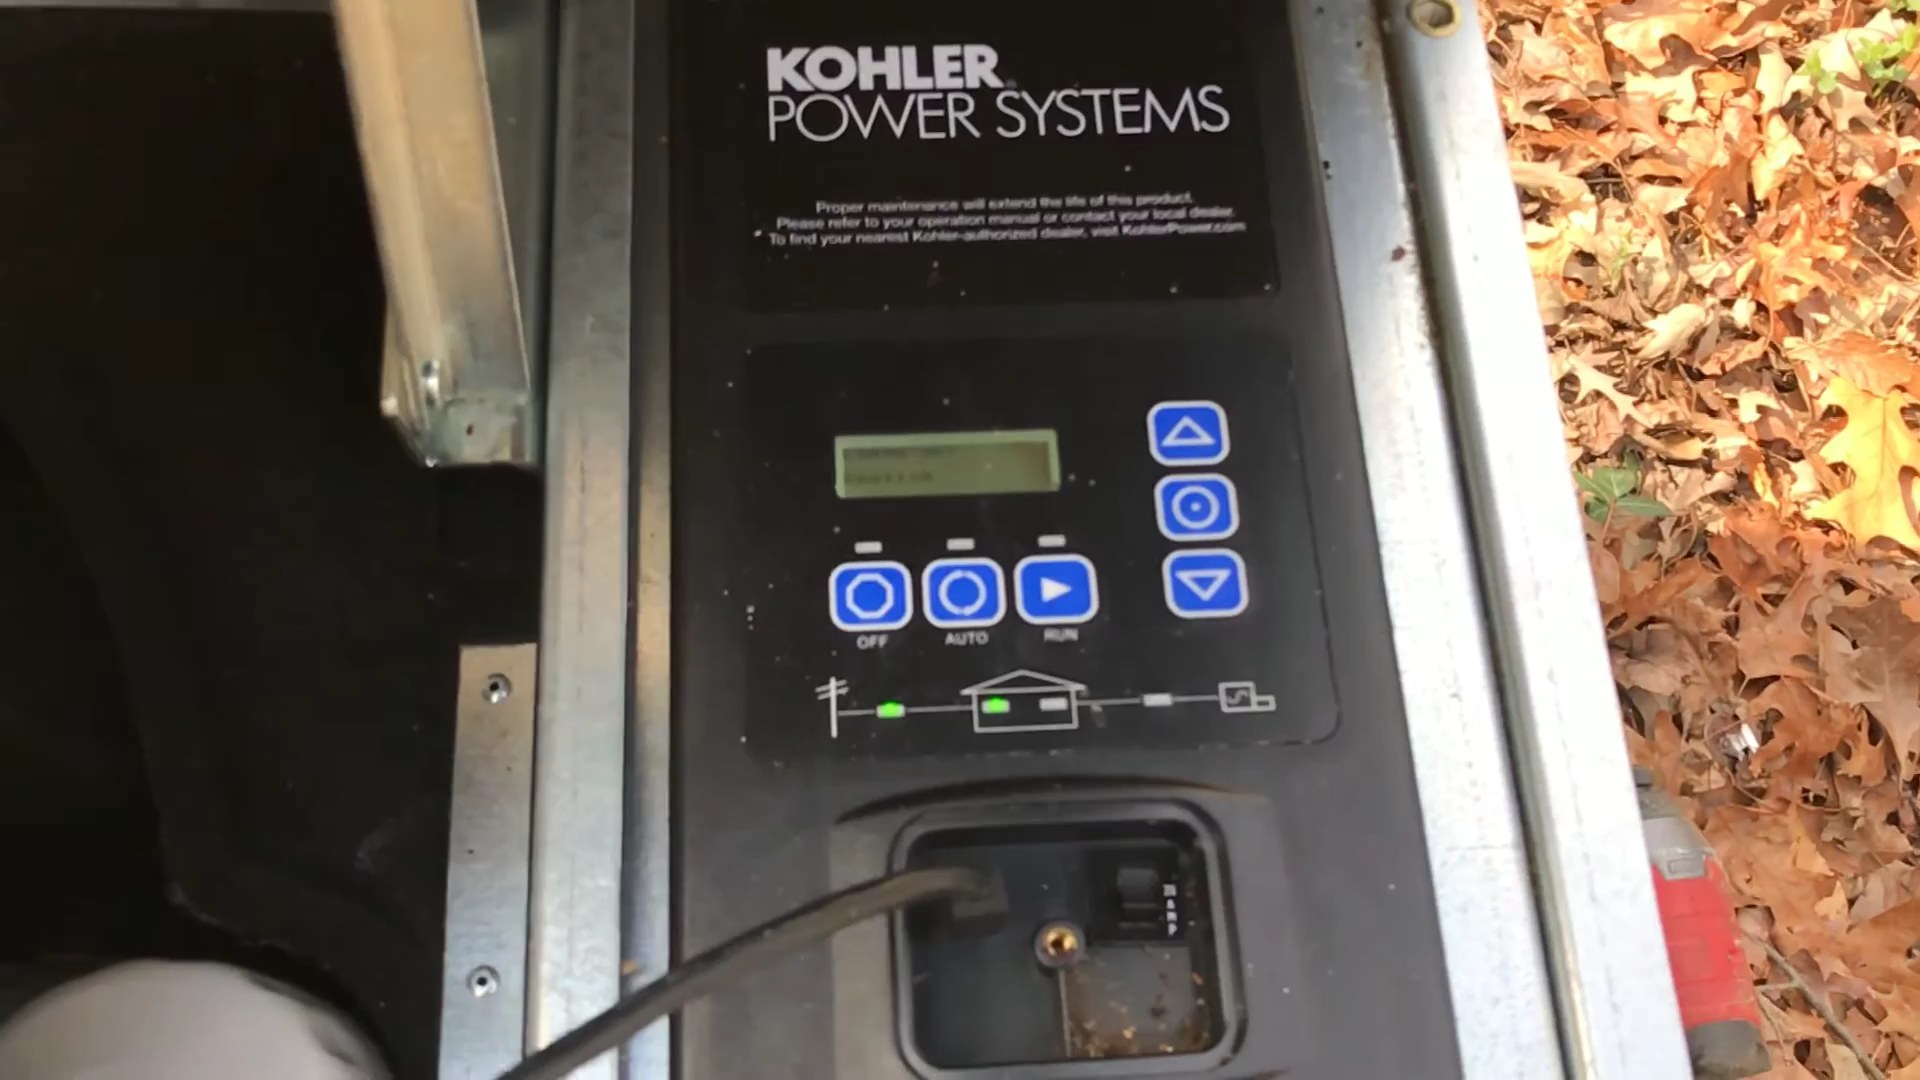 KOHLER
POWER SYSTEMS
Proper maintenance will extend the life of this product.
Please refer to your operation manual or contact your local dealer.
To find your nearest Kohler-authorized dealer, visit KohlerPower.com
OFF AUTO RUN
AMP